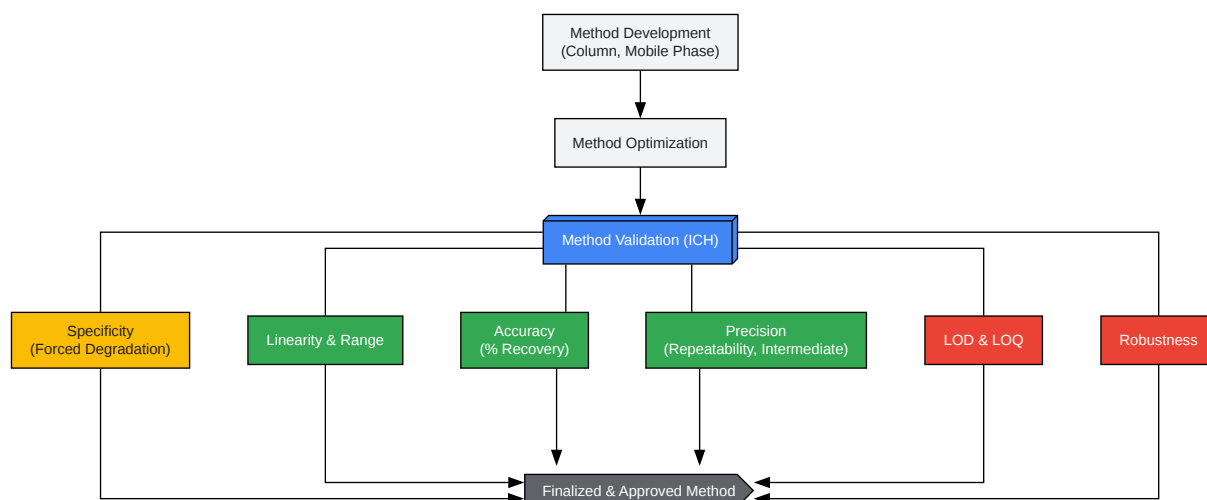 Method Development
(Column, Mobile Phase)
Method Optimization
Method Validation (ICH)
Specificity
(Forced Degradation)
Linearity & Range
Accuracy
(% Recovery)
Precision
(Repeatability, Intermediate)
LOD & LOQ
Robustness
Finalized & Approved Method